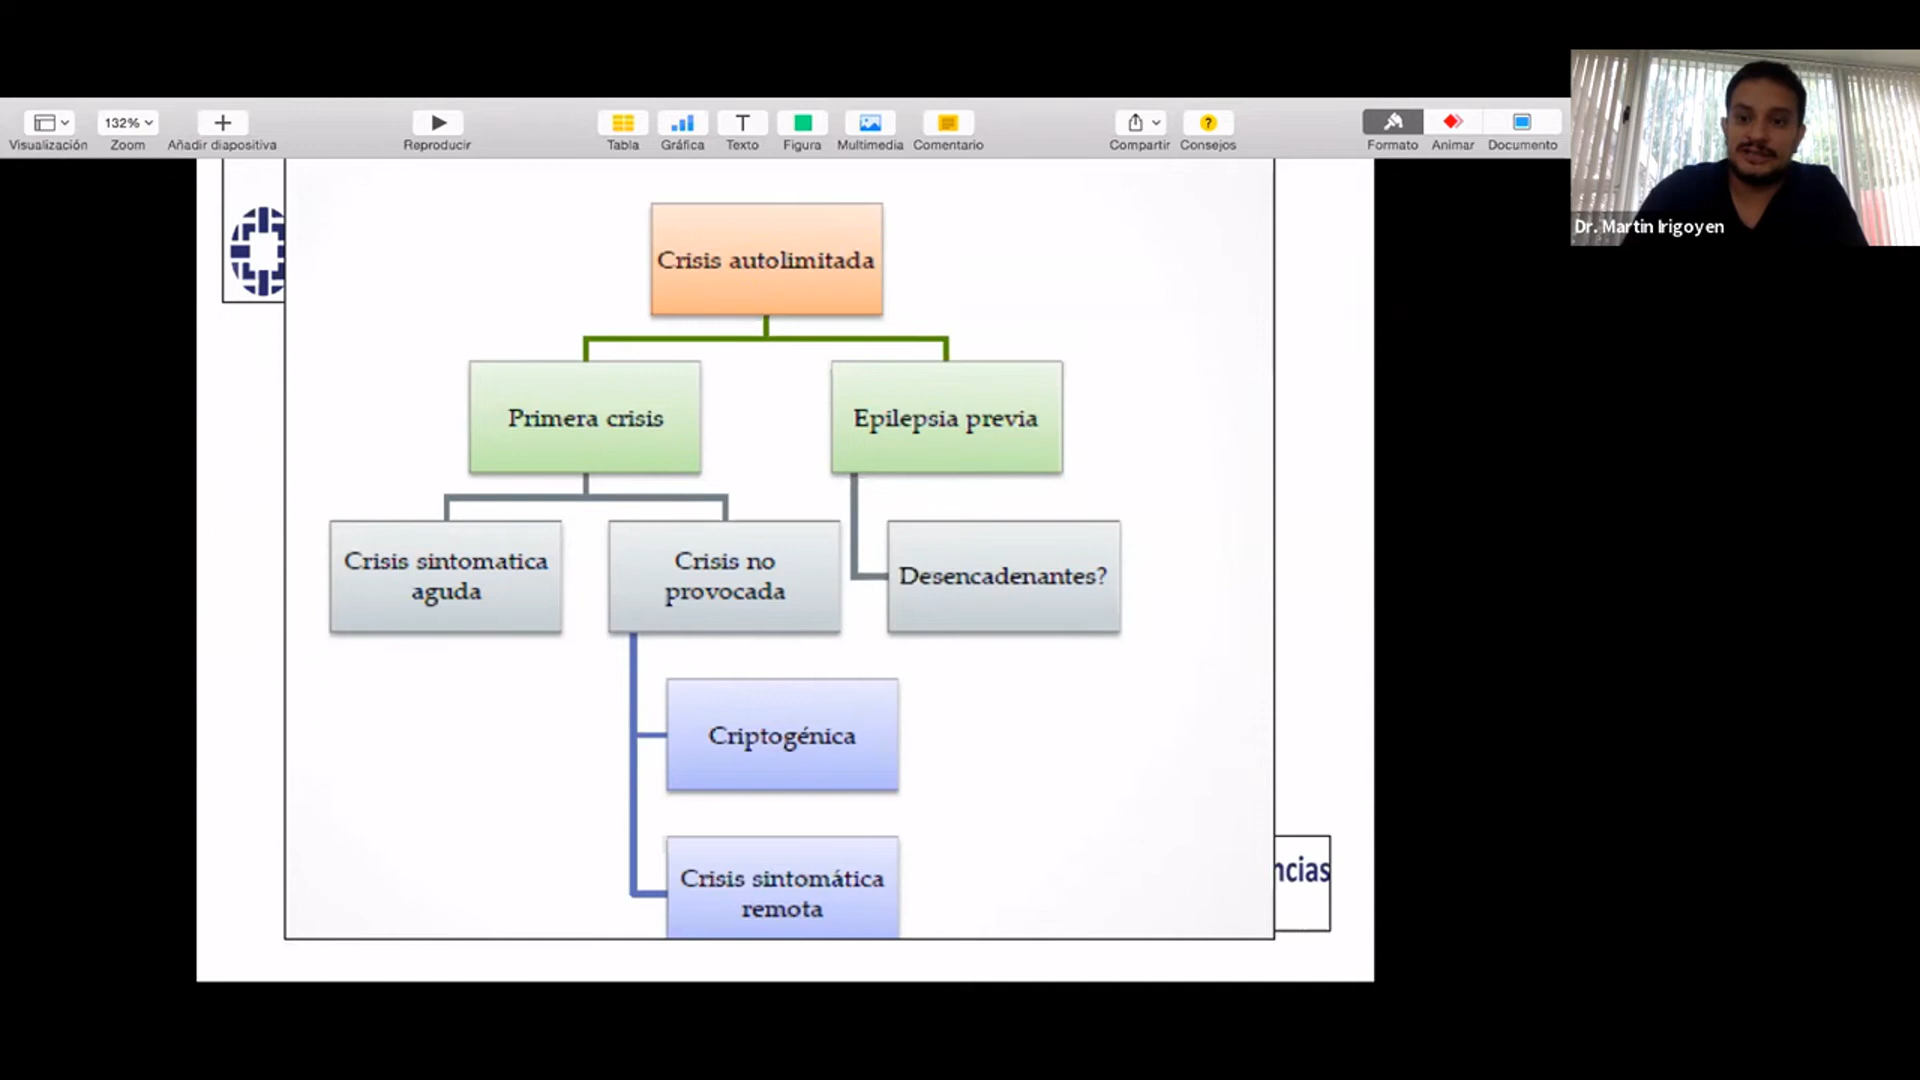 132%
Visualización
Zoom
Añadir diapositiva
Reproducir
Tabla
Gráfica
Texto
Figura
Multimedia
Comentario
Compartir
Consejos
Formato
Animar
Documento
Dr. Martin Irigoyen
Crisis autolimitada
Primera crisis
Epilepsia previa
Crisis sintomatica
aguda
Crisis no
provocada
Desencadenantes?
Criptogénica
Crisis sintomática
remota
ncias